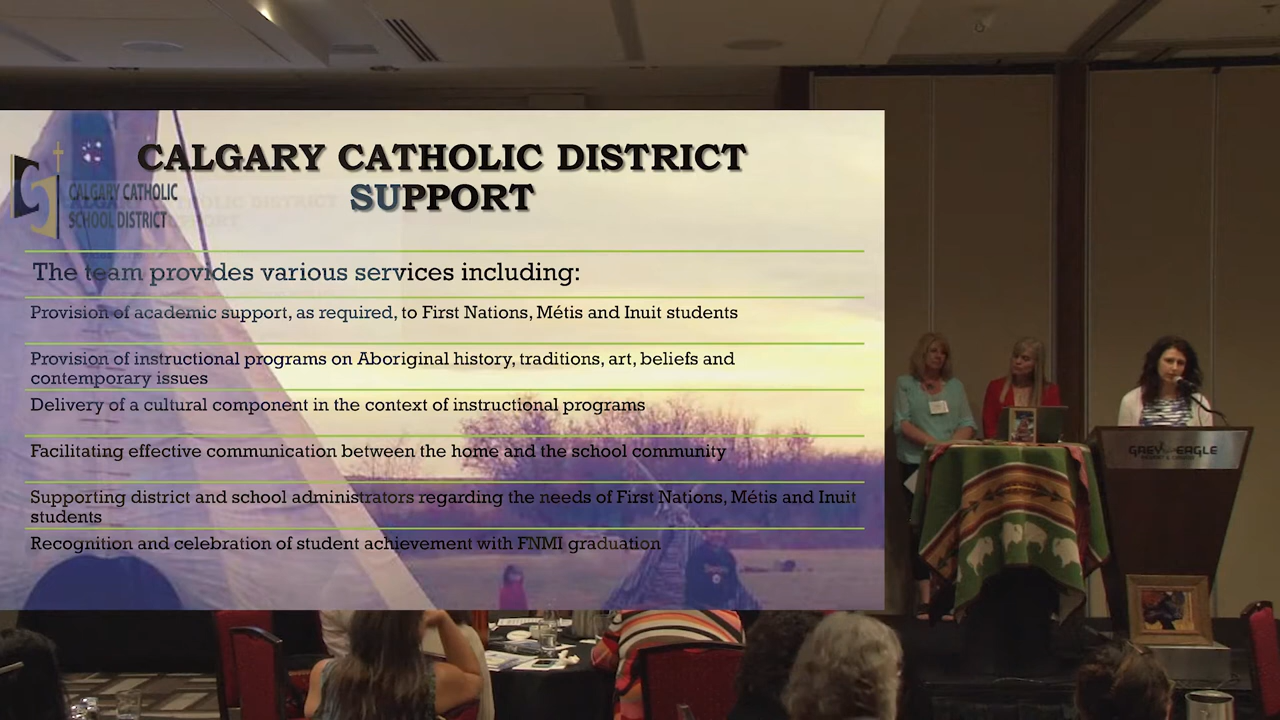 CALGARY CATHOLIC DISTRICT
SUPPORT
CALGARY CATHOLIC
SCHOOL DISTRICT
The team provides various services including:
Provision of academic support, as required, to First Nations, Métis and Inuit students
Provision of instructional programs on Aboriginal history, traditions, art, beliefs and
contemporary issues
Delivery of a cultural component in the context of instructional programs
Facilitating effective communication between the home and the school community
Supporting district and school administrators regarding the needs of First Nations, Métis and Inuit
students
Recognition and celebration of student achievement with FNMI graduation
GREY EAGLE